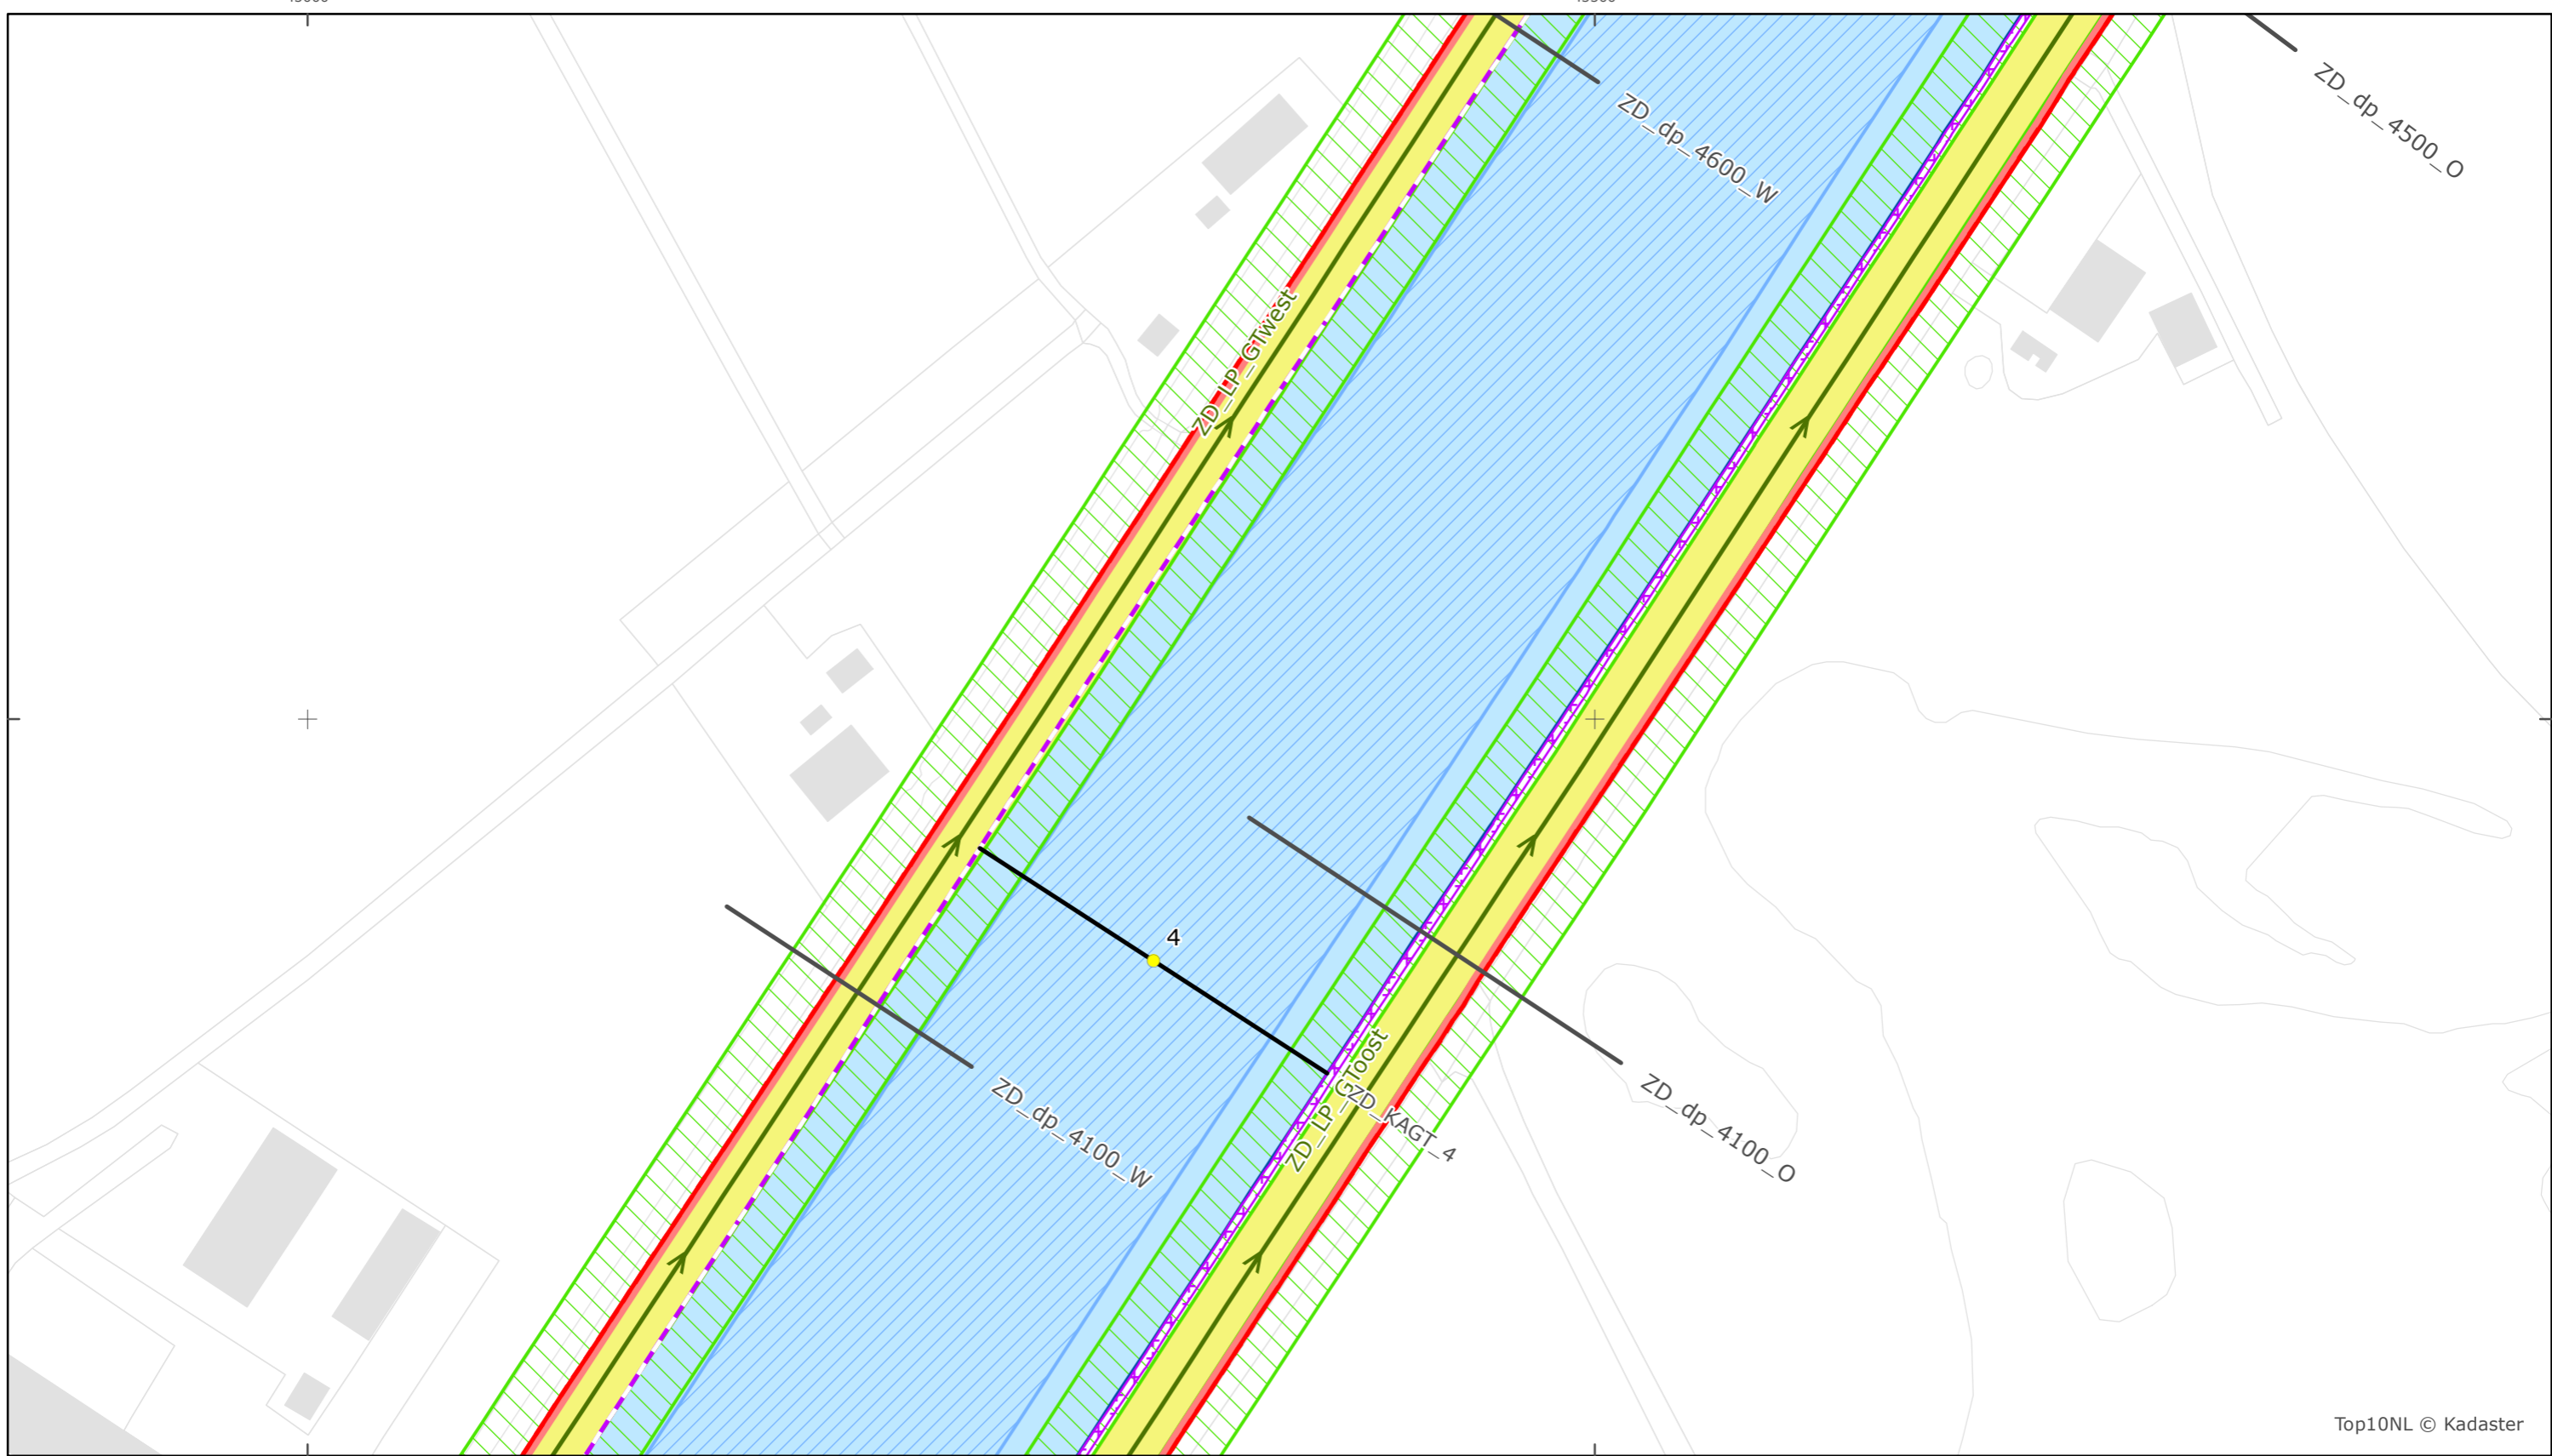 ZD_dp_4500_O
ZD_dp_4600_W
ZD_LP_GTwest
4
ZD_LP_GToost
ZD_KAGT_4
ZD_dp_4100_W
ZD_dp_4100_O
Top10NL © Kadaster